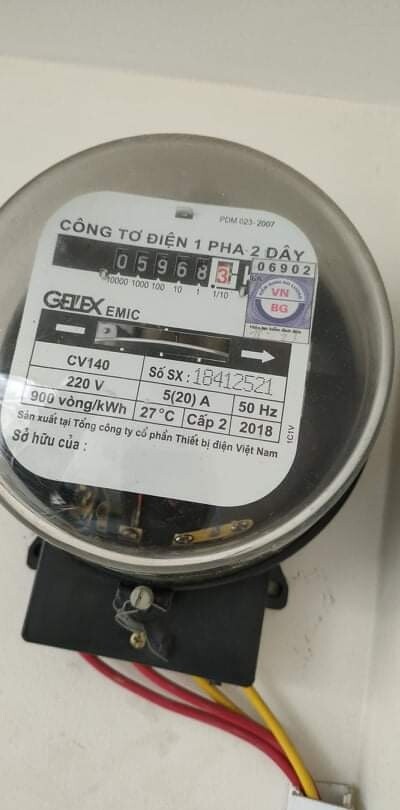 PDM 023-2007
CÔNG TƠ ĐIỆN 1 PHA 2 DÂY
05968 3
06902
10000 1000 100 10 1 1/10
VN
BG
GELEX EMIC
CV140 Số SX : 18412521
220 V 5(20) A 50 Hz
900 vòng/kWh 27°C Cấp 2 2018
Sản xuất tại Tổng công ty cổ phần Thiết bị điện Việt Nam
Sở hữu của :
1C1V